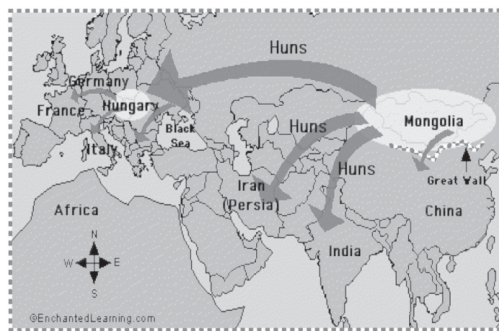 Huns
Germany
France
Hungary
Mongolia
Huns
Black
Sea
Italy
Huns
Great Wall
Iran
(Persia)
Africa
China
India
N
W E
S
@EnchantedLearning.com